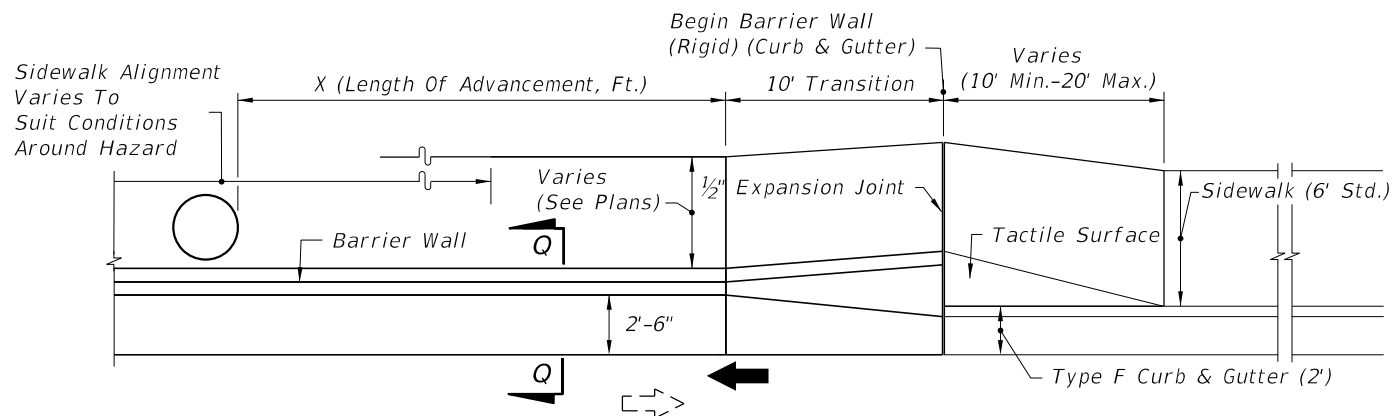 Begin Barrier Wall
(Rigid) (Curb & Gutter)
Varies
(10' Min.-20' Max.)
Sidewalk Alignment
Varies To
Suit Conditions
Around Hazard
X (Length Of Advancement, Ft.)
10' Transition
Varies
(See Plans)
½"
Expansion Joint
Sidewalk (6' Std.)
Q
Barrier Wall
Tactile Surface
2'-6"
Q
Type F Curb & Gutter (2')